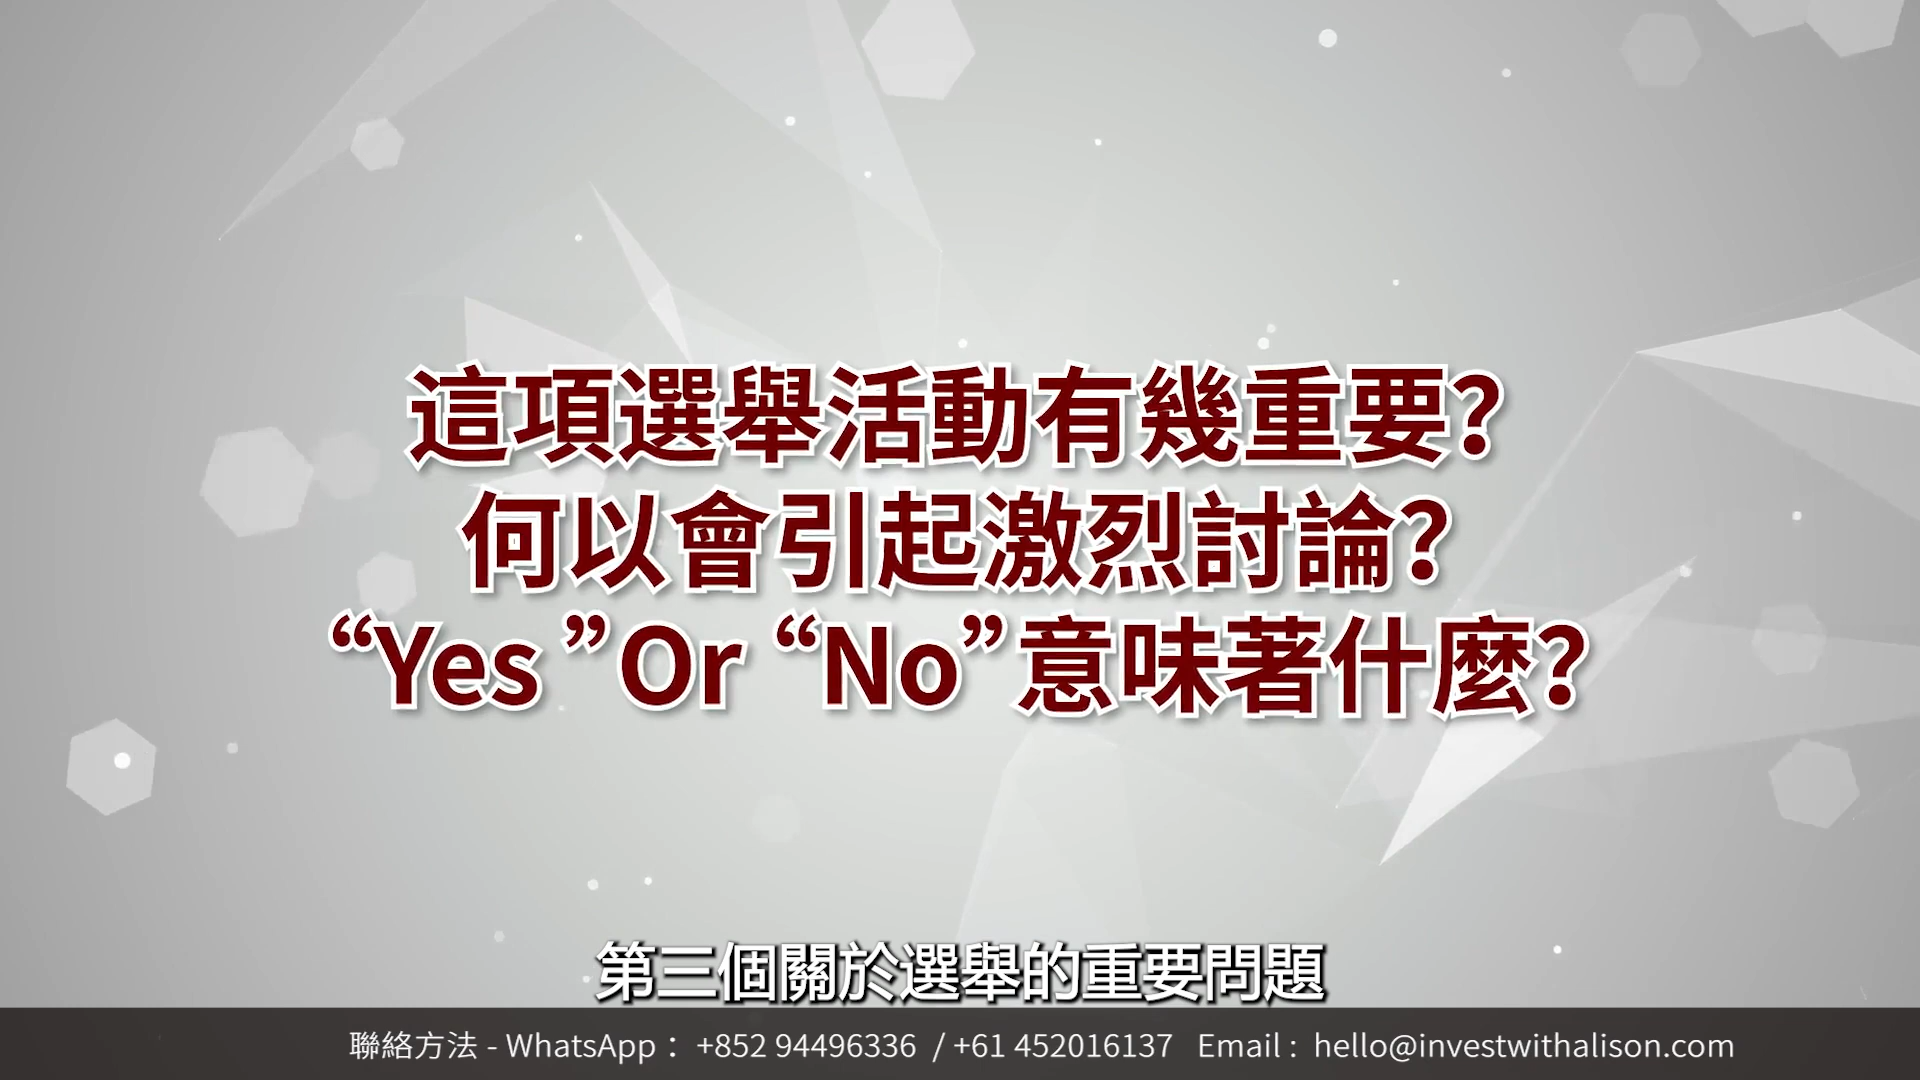 這項選舉活動有幾重要?
何以會引起激烈討論?
“Yes ”Or “No”意味著什麼?
第三個關於選舉的重要問題
聯絡方法 - WhatsApp： +852 94496336 / +61 452016137 Email : hello@investwithalison.com